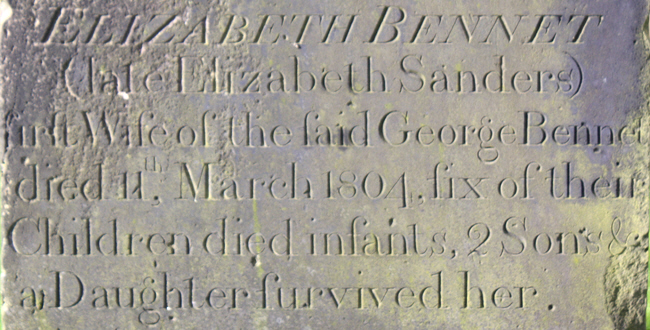 ELIZABETH BENNET
(late Elizabeth Sanders)
firſt Wife of the ſaid George Bennet
died 11th, March 1804, ſix of their
Children died infants, 2 Sons &
a Daughter ſurvived her.